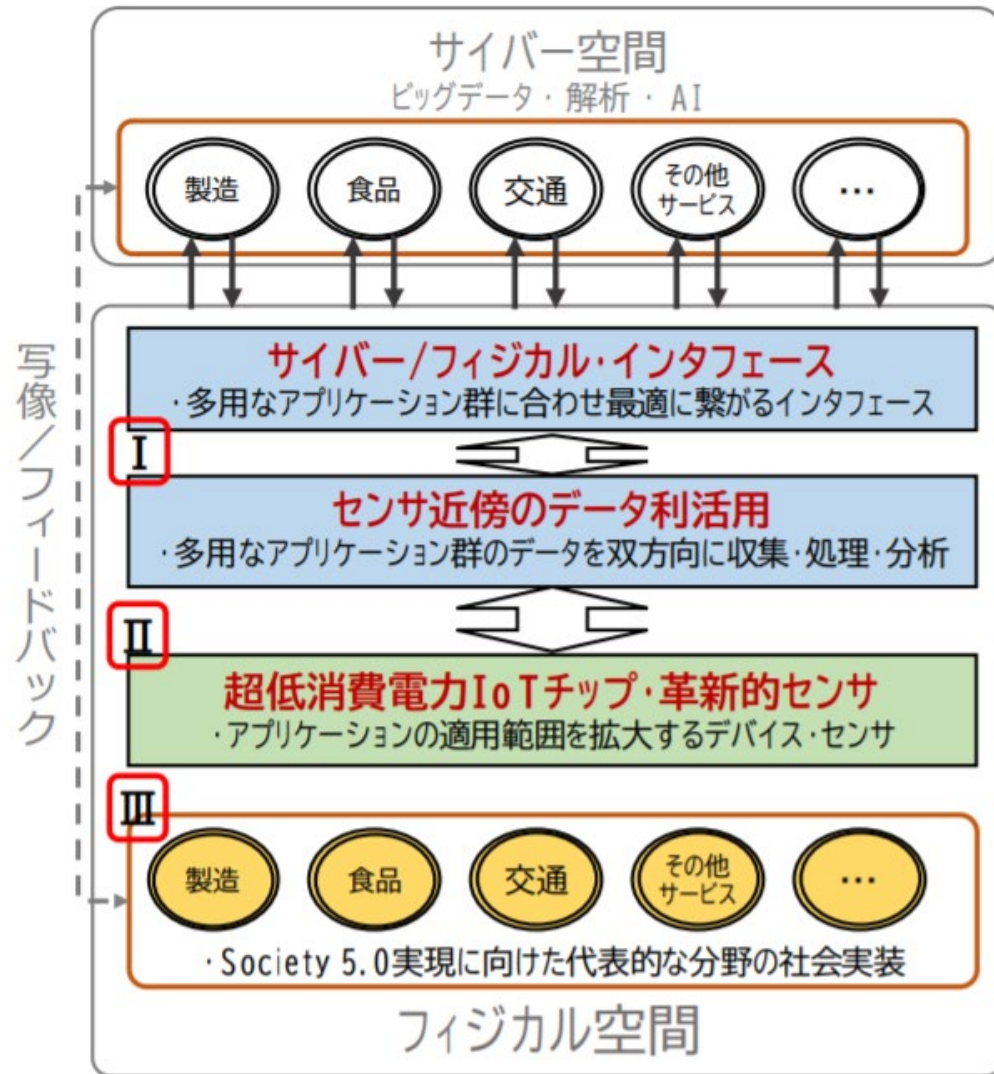 サイバー空間
ビッグデータ・解析・AI
製造
食品
交通
その他
サービス
…
写像/フィードバック
サイバー/フィジカル・インタフェース
・多用なアプリケーション群に合わせ最適に繋がるインタフェース
Ⅰ
センサ近傍のデータ利活用
・多用なアプリケーション群のデータを双方向に収集・処理・分析
Ⅱ
超低消費電力IoTチップ・革新的センサ
・アプリケーションの適用範囲を拡大するデバイス・センサ
Ⅲ
製造
食品
交通
その他
サービス
…
・Society 5.0実現に向けた代表的な分野の社会実装
フィジカル空間